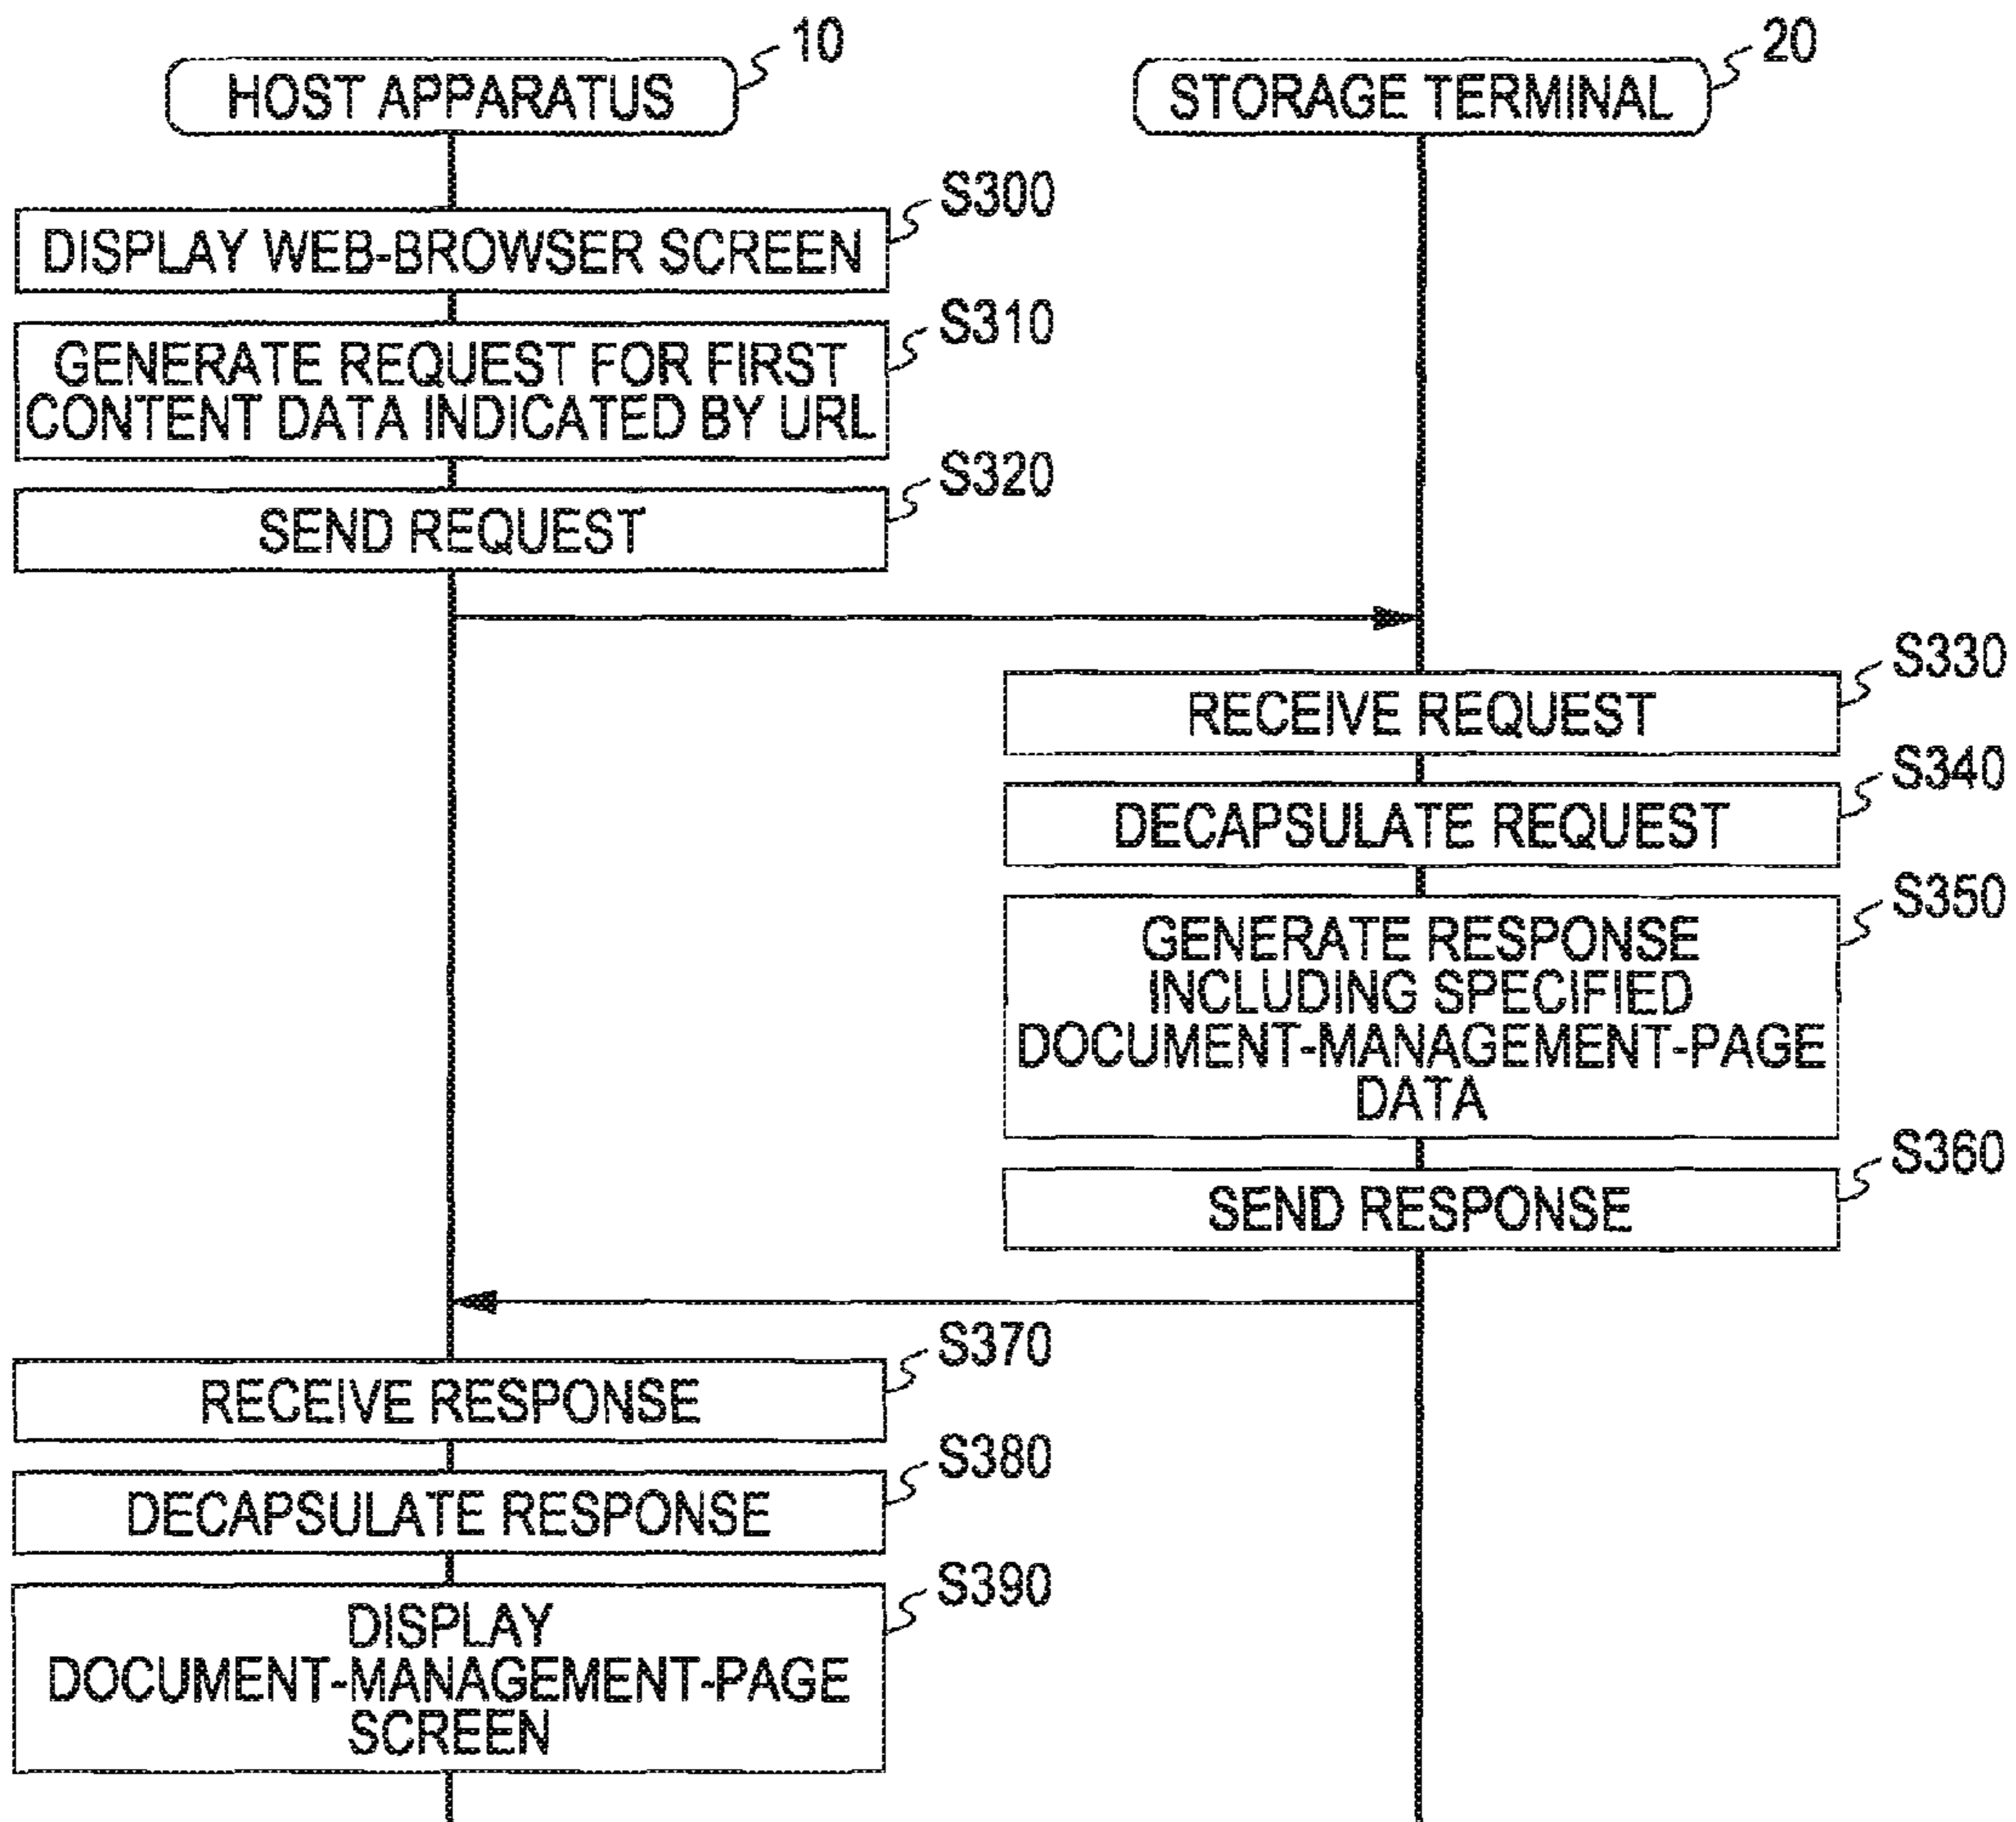 10
HOST APPARATUS
20
STORAGE TERMINAL
S300
DISPLAY WEB-BROWSER SCREEN
S310
GENERATE REQUEST FOR FIRST
CONTENT DATA INDICATED BY URL
S320
SEND REQUEST
S330
RECEIVE REQUEST
S340
DECAPSULATE REQUEST
S350
GENERATE RESPONSE
INCLUDING SPECIFIED
DOCUMENT-MANAGEMENT-PAGE
DATA
S360
SEND RESPONSE
S370
RECEIVE RESPONSE
S380
DECAPSULATE RESPONSE
S390
DISPLAY
DOCUMENT-MANAGEMENT-PAGE
SCREEN